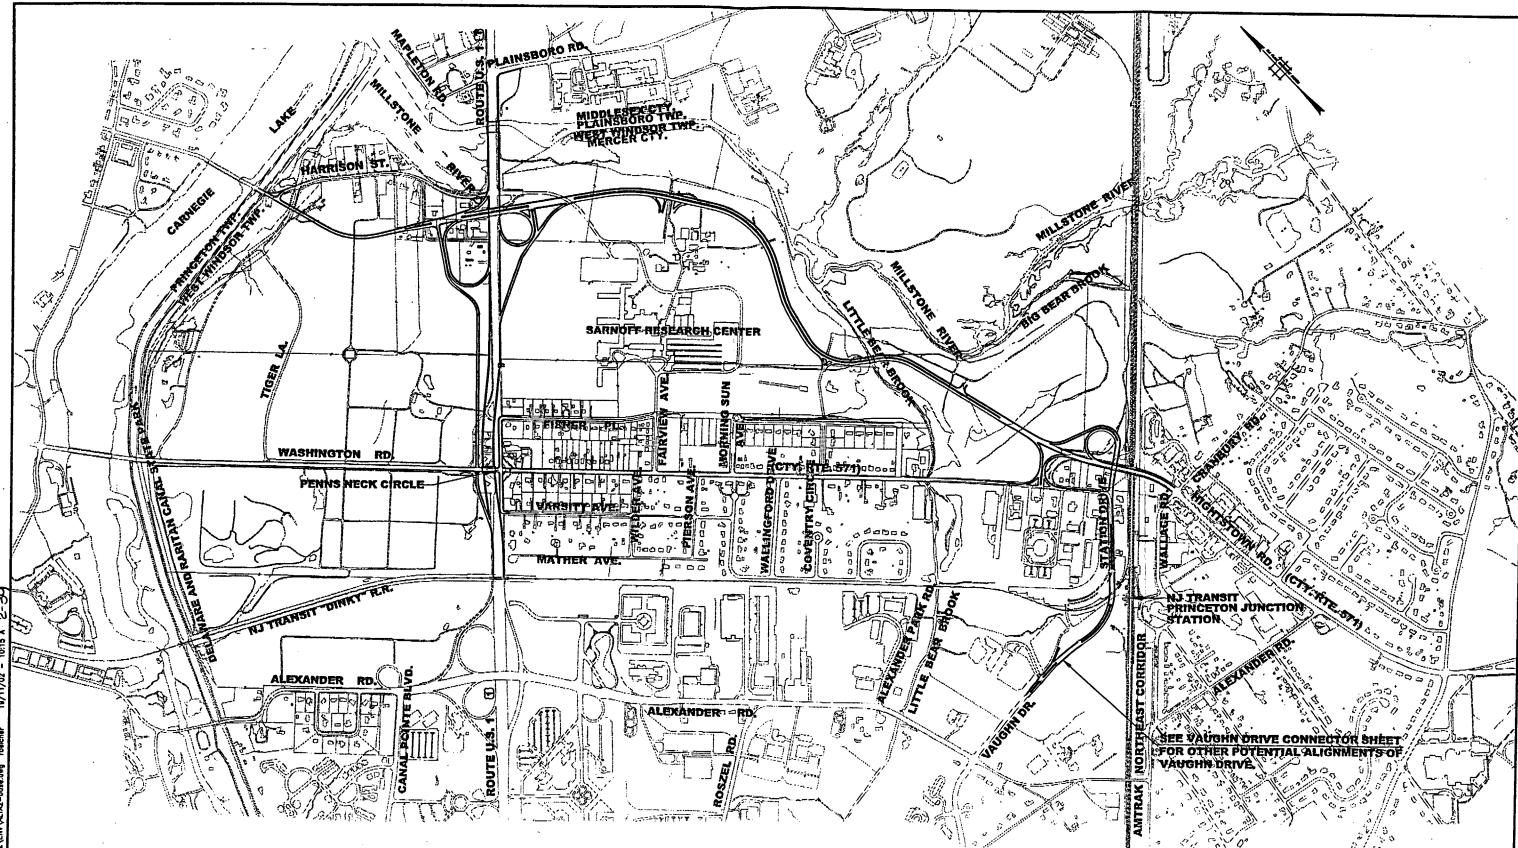 MAPLETON RD.
ROUTE U.S. 1
PLAINSBORO RD.
LAKE
MILLSTONE
MIDDLESEX CTY.
PLAINSBORO TWP.
WEST WINDSOR TWP.
MERCER CTY.
HARRISON ST.
RIVER
CARNEGIE
PRINCETON TWP.
WEST WINDSOR TWP.
MILLSTONE RIVER
MILLSTONE RIVER
BIG BEAR BROOK
LITTLE BEAR BROOK
SARNOFF RESEARCH CENTER
TIGER LA.
FAIRVIEW AVE.
MORNING SUN
AVE.
FISHER PL.
WASHINGTON RD.
(CTY. RTE. 571)
PENNS NECK CIRCLE
VARSITY AVE.
WILDER AVE.
PIERSON AVE.
WALLINGFORD DRIVE
COVENTRY CIRCLE
MATHER AVE.
STATION DRIVE
WALLACE RD.
CRANBURY RD.
HIGHTSTOWN RD.
(CTY. RTE. 571)
DELAWARE AND RARITAN CANAL STATE PARK
NJ TRANSIT "DINKY" R.R.
NJ TRANSIT
PRINCETON JUNCTION
STATION
ALEXANDER PARK RD.
LITTLE BEAR BROOK
ALEXANDER RD.
ALEXANDER RD.
CANAL POINTE BLVD.
ROUTE U.S. 1
ALEXANDER RD.
ROSZEL RD.
VAUGHN DR.
AMTRAK NORTHEAST CORRIDOR
SEE VAUGHN DRIVE CONNECTOR SHEET
FOR OTHER POTENTIAL ALIGNMENTS OF
VAUGHN DRIVE.